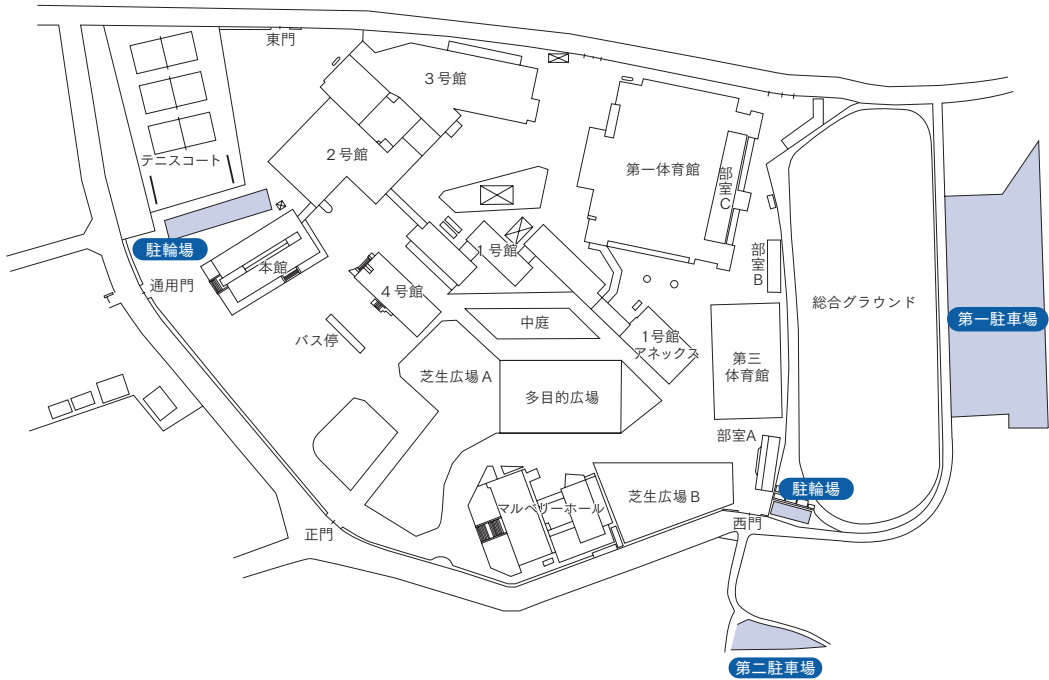 東門
3号館
2号館
テニスコート
第一体育館
部室C
駐輪場
本館
1号館
部室B
通用門
4号館
総合グラウンド
バス停
中庭
1号館
アネックス
第一駐車場
芝生広場A
第三
体育館
多目的広場
部室A
駐輪場
芝生広場B
マルベリーホール
西門
正門
第二駐車場